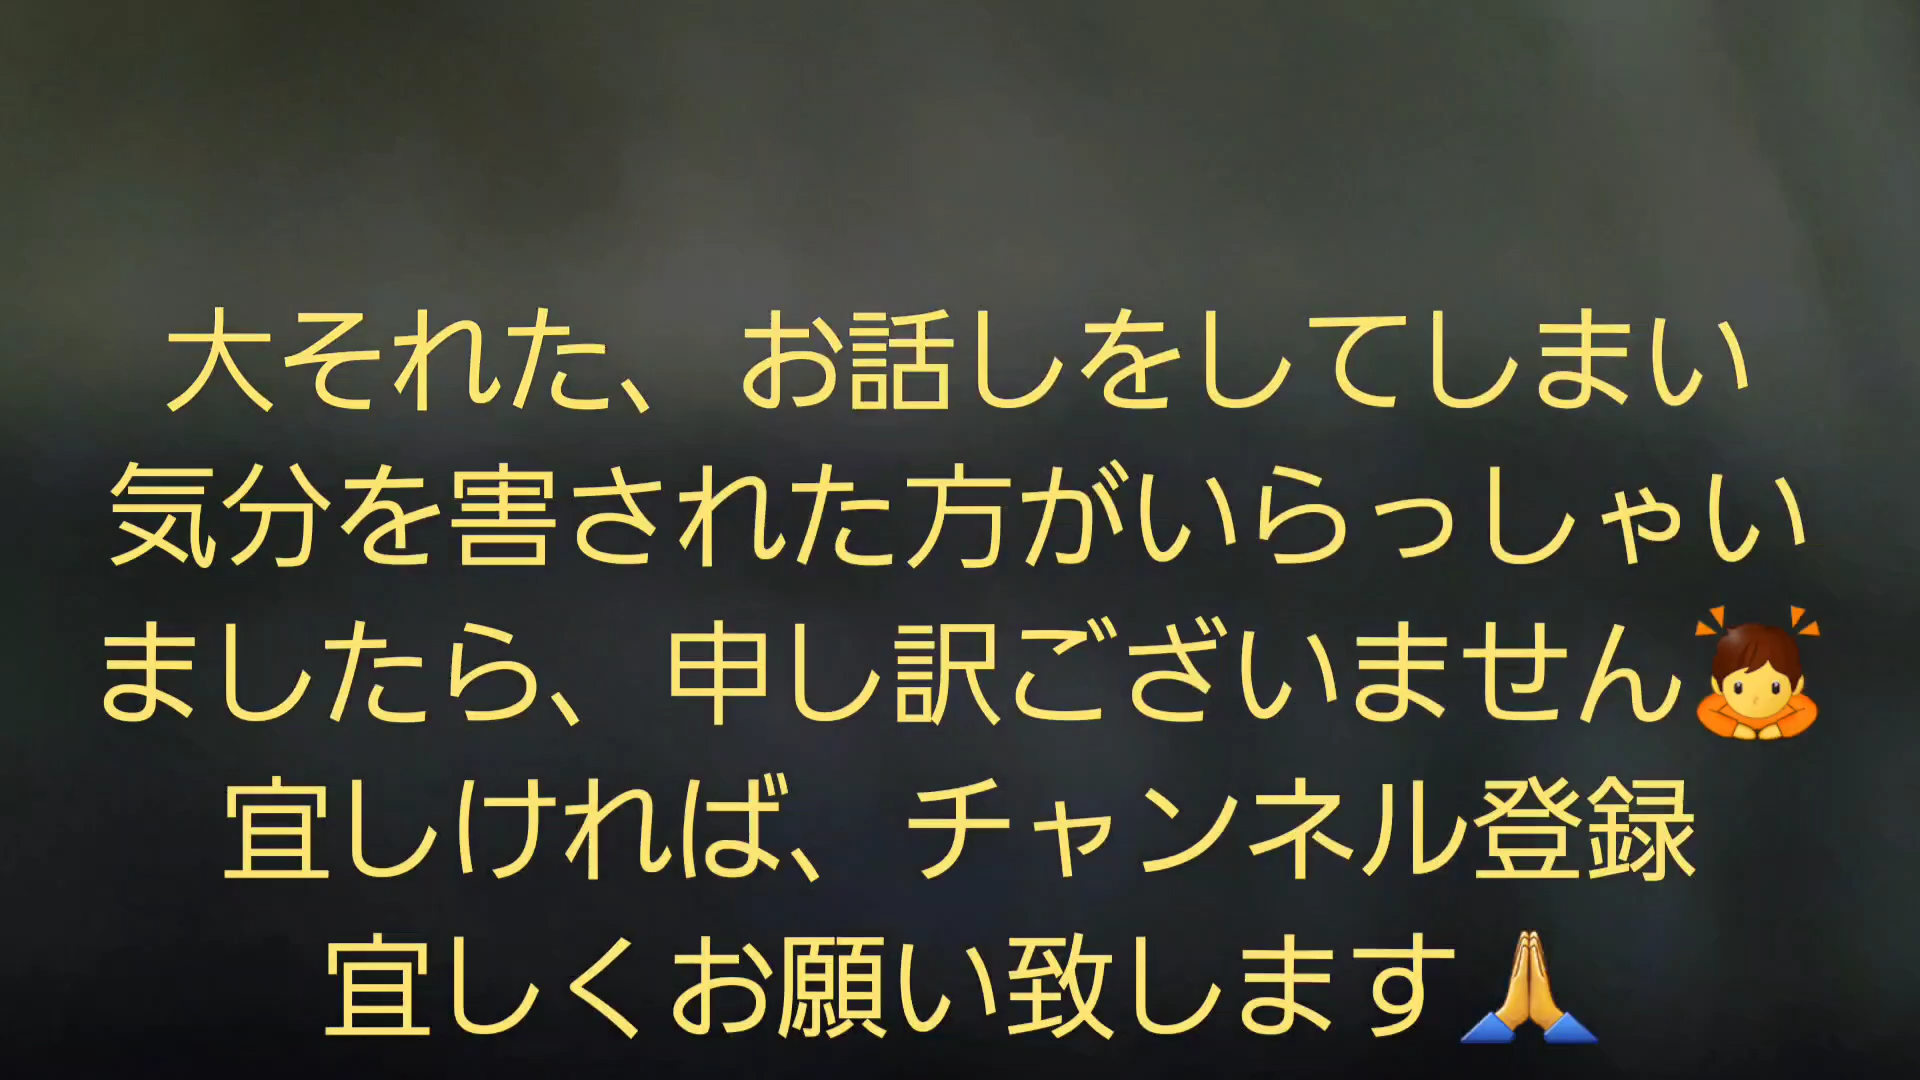 大それた、お話しをしてしまい
気分を害された方がいらっしゃい
ましたら、申し訳ございません🙇
宜しければ、チャンネル登録
宜しくお願い致します🙏